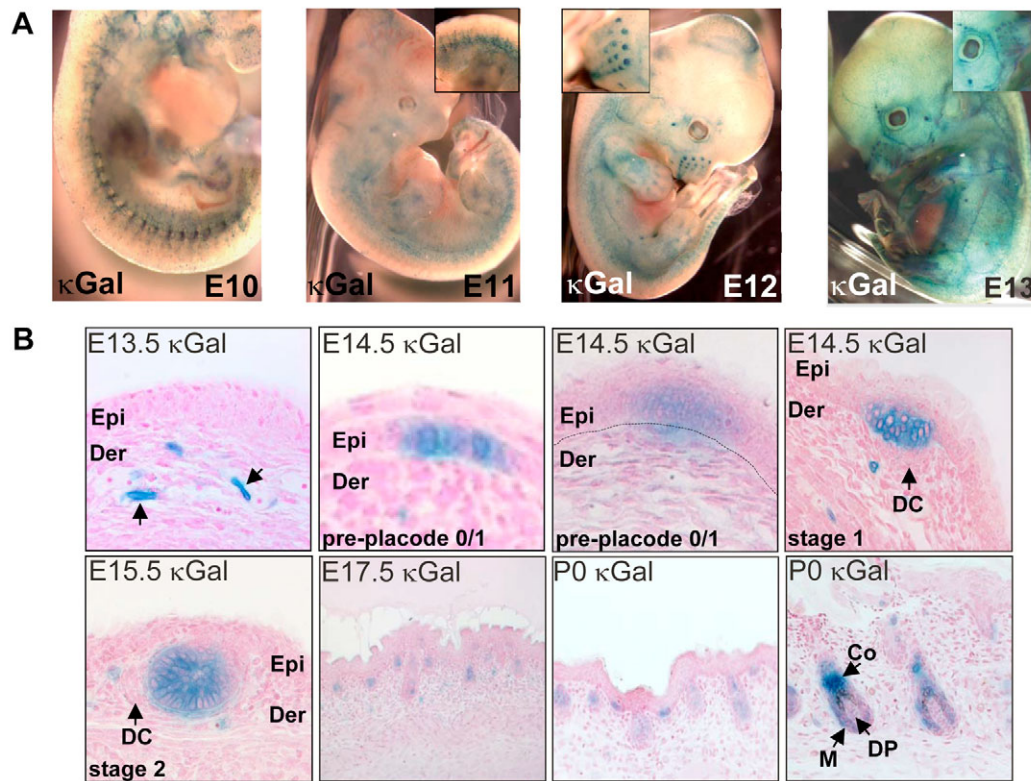 A
κGal E10
κGal E11
κGal E12
κGal E13
B
E13.5 κGal
Epi
Der
E14.5 κGal
Epi
Der
pre-placode 0/1
E14.5 κGal
Epi
Der
pre-placode 0/1
E14.5 κGal
Epi
Der
DC
stage 1
E15.5 κGal
Epi
Der
DC
stage 2
E17.5 κGal
P0 κGal
P0 κGal
Co
M
DP